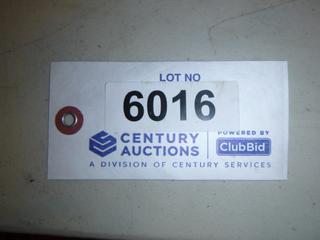 LOT NO
6016
CENTURY
AUCTIONS
POWERED BY
ClubBid
A DIVISION OF CENTURY SERVICES